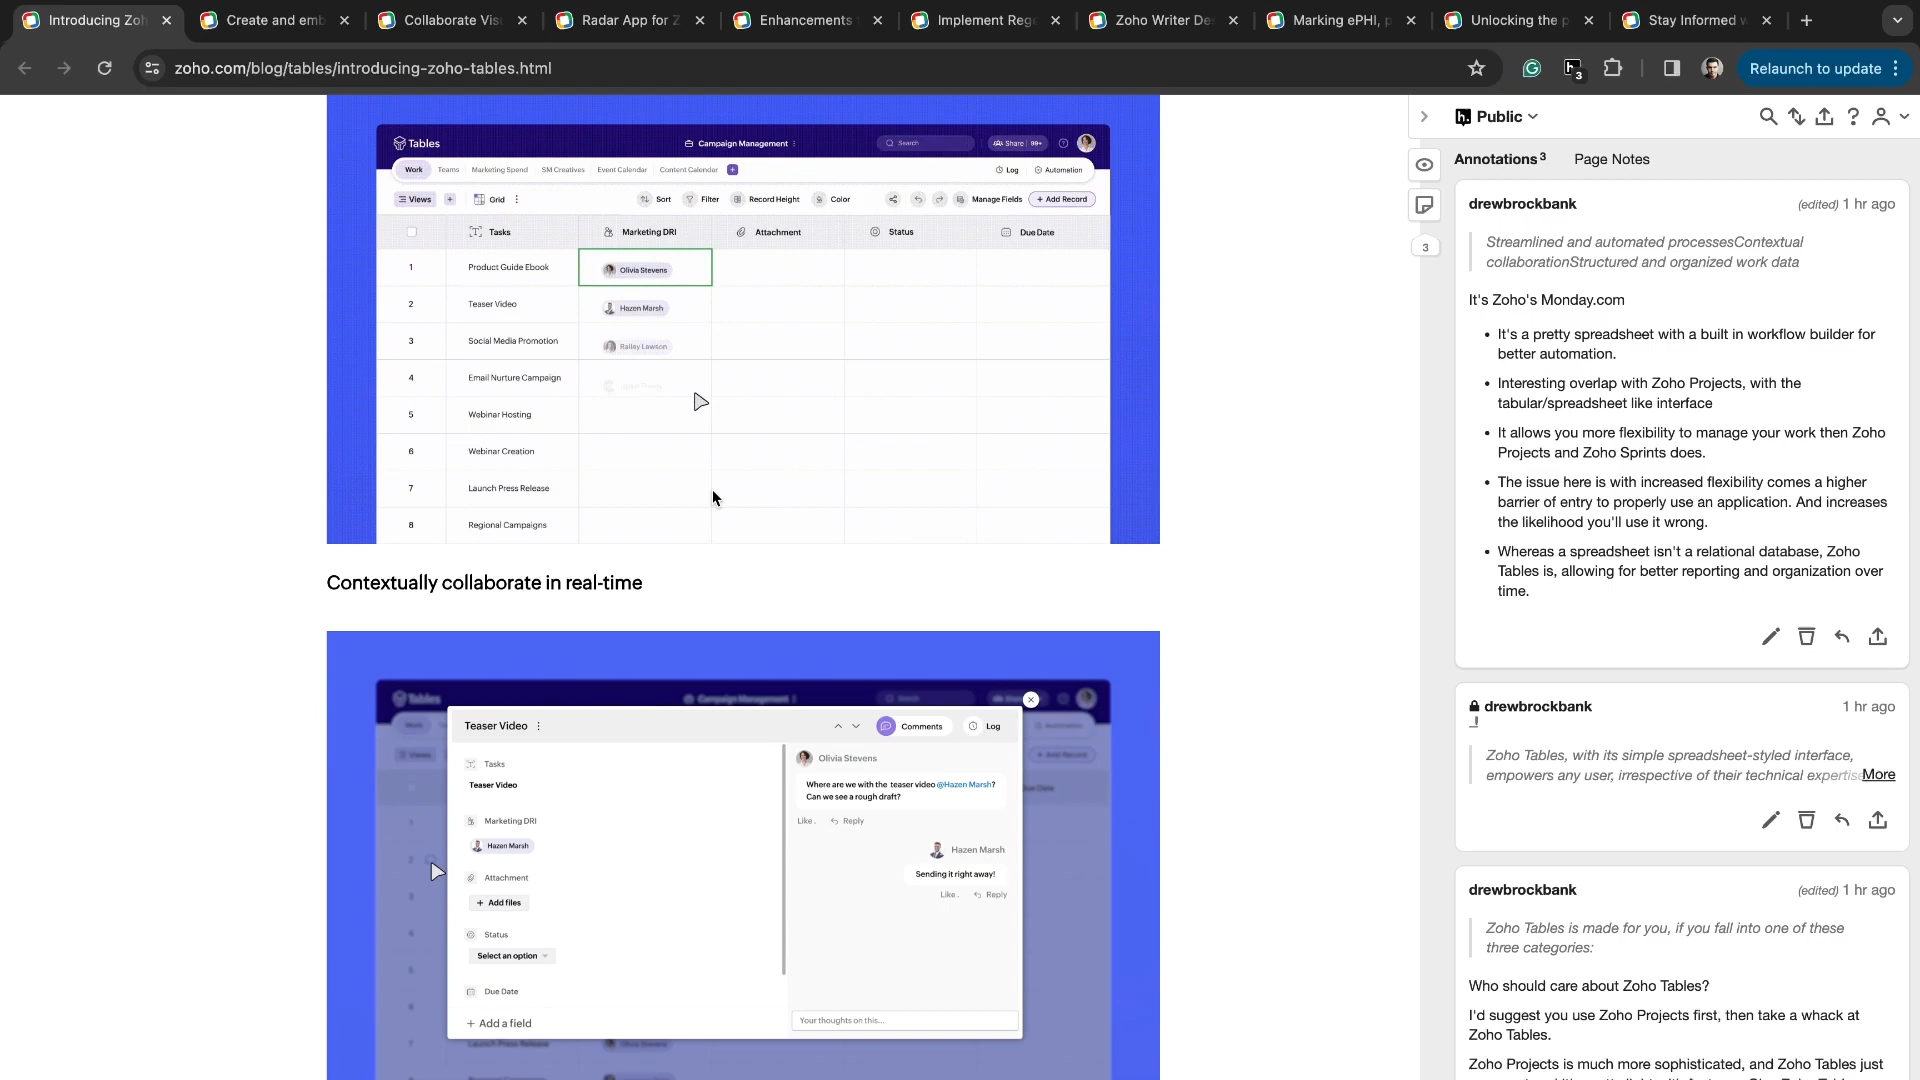 Introducing Zoh
Create and emb
Collaborate Vis
Radar App for Z
Enhancements
Implement Reg
Zoho Writer De
Marking ePHI, p
Unlocking the p
Stay Informed
zoho.com/blog/tables/introducing-zoho-tables.html
3
Relaunch to update
Tables
Campaign Management
Search
Share 99+
Work
Teams
Marketing Spend
SM Creatives
Event Calendar
Content Calendar
Log
Automation
Views
Grid
Sort
Filter
Record Height
Color
Manage Fields
+ Add Record
Tasks
Marketing DRI
Attachment
Status
Due Date
1 Product Guide Ebook Olivia Stevens
2 Teaser Video Hazen Marsh
3 Social Media Promotion Railey Lawson
4 Email Nurture Campaign
5 Webinar Hosting
6 Webinar Creation
7 Launch Press Release
8 Regional Campaigns
Contextually collaborate in real-time
Tables
Campaign Management
Teaser Video
Comments
Log
Tasks
Teaser Video
Marketing DRI
Hazen Marsh
Attachment
+ Add files
Status
Select an option
Due Date
+ Add a field
Olivia Stevens
Where are we with the teaser video @Hazen Marsh?
Can we see a rough draft?
Like .
Reply
Hazen Marsh
Sending it right away!
Like .
Reply
Your thoughts on this...
Launch Press Release
h. Public
Annotations 3
Page Notes
3
drewbrockbank
(edited) 1 hr ago
Streamlined and automated processesContextual
collaborationStructured and organized work data
It's Zoho's Monday.com
• It's a pretty spreadsheet with a built in workflow builder for
better automation.
• Interesting overlap with Zoho Projects, with the
tabular/spreadsheet like interface
• It allows you more flexibility to manage your work then Zoho
Projects and Zoho Sprints does.
• The issue here is with increased flexibility comes a higher
barrier of entry to properly use an application. And increases
the likelihood you'll use it wrong.
• Whereas a spreadsheet isn't a relational database, Zoho
Tables is, allowing for better reporting and organization over
time.
drewbrockbank
1 hr ago
Zoho Tables, with its simple spreadsheet-styled interface,
empowers any user, irrespective of their technical expertise
More
drewbrockbank
(edited) 1 hr ago
Zoho Tables is made for you, if you fall into one of these
three categories:
Who should care about Zoho Tables?
I'd suggest you use Zoho Projects first, then take a whack at
Zoho Tables.
Zoho Projects is much more sophisticated, and Zoho Tables just